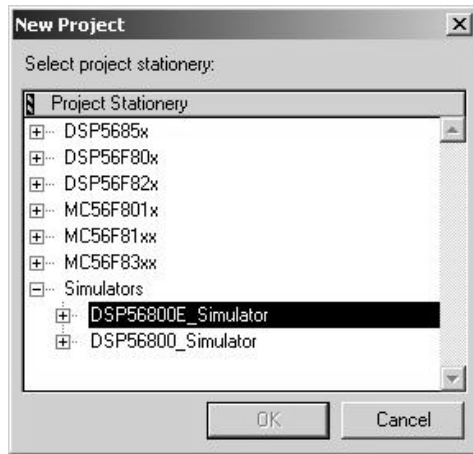 New Project
Select project stationery:
Project Stationery
DSP5685x
DSP56F80x
DSP56F82x
MC56F801x
MC56F81xx
MC56F83xx
Simulators
DSP56800E_Simulator
DSP56800_Simulator
OK Cancel